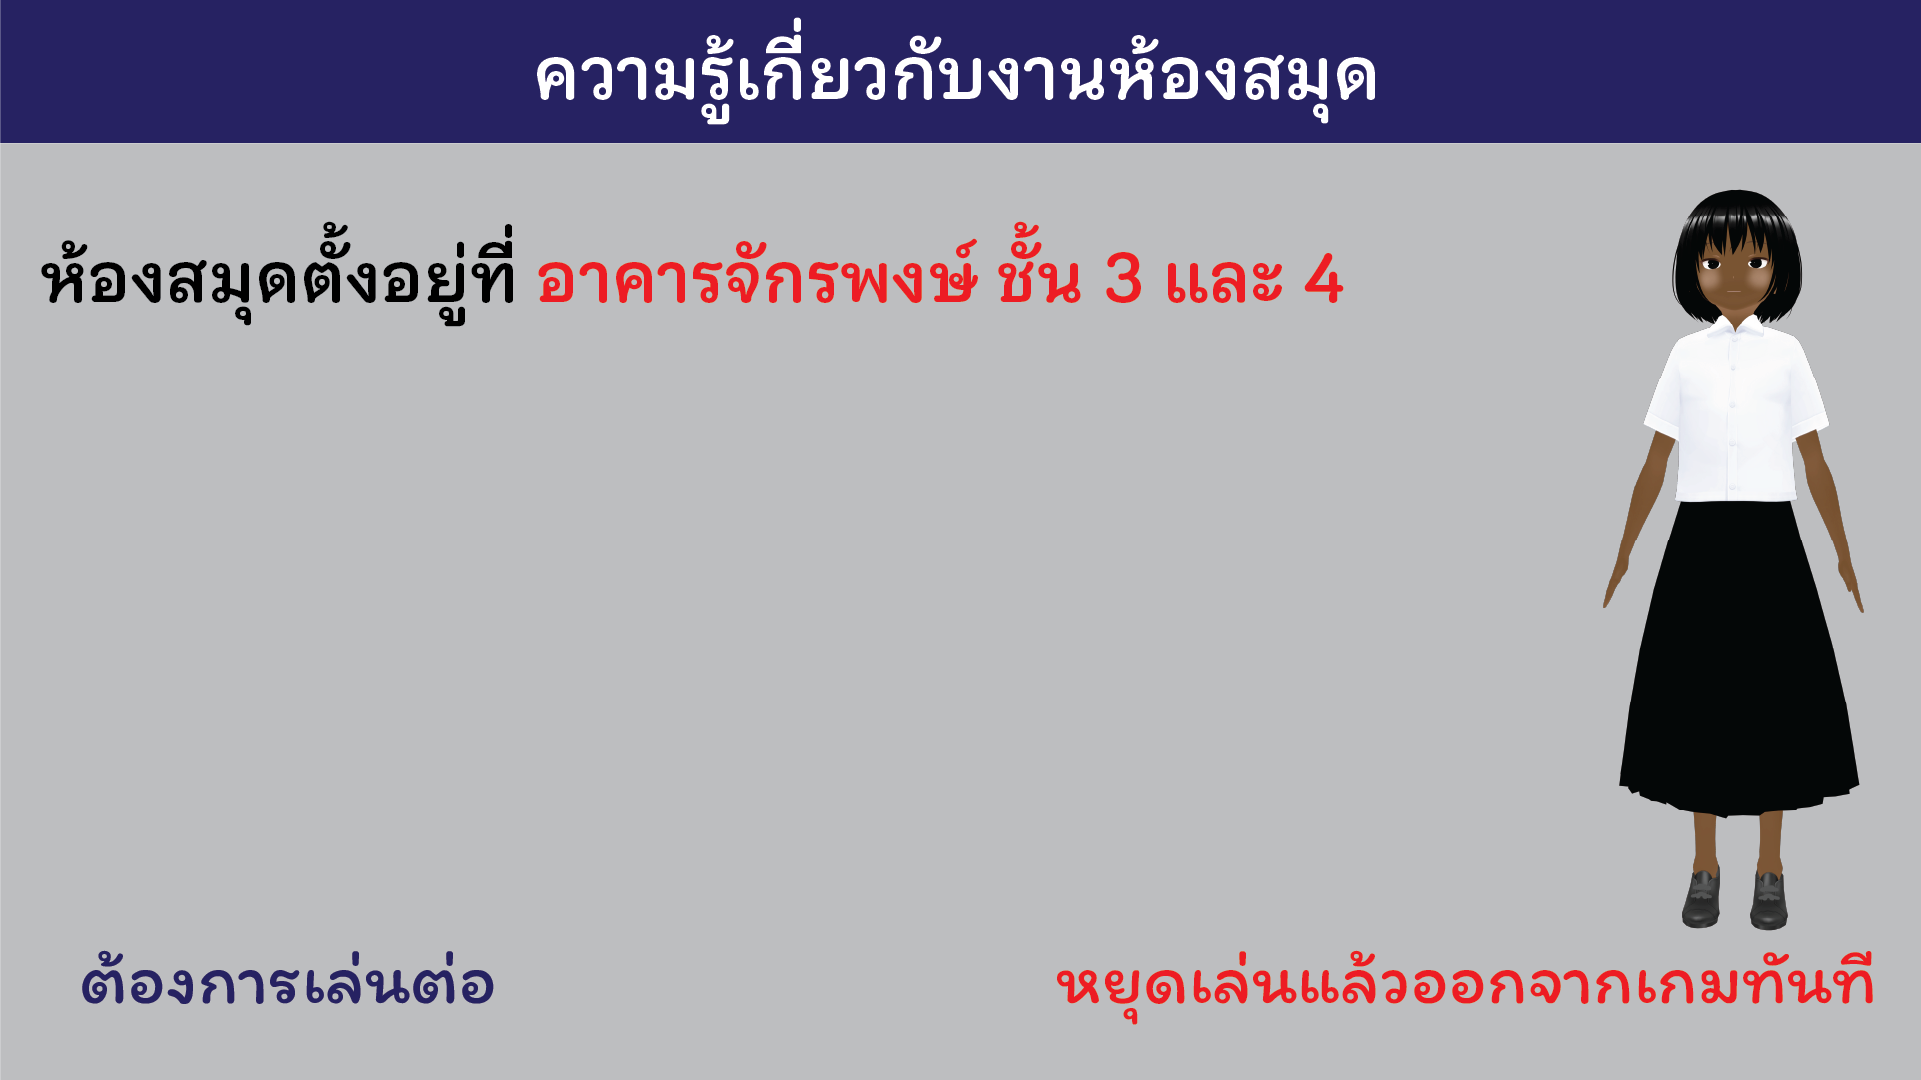 ความรู้เกี่ยวกับงานห้องสมุด
ห้องสมุดตั้งอยู่ที่ อาคารจักรพงษ์ ชั้น 3 และ 4
ต้องการเล่นต่อ
หยุดเล่นแล้วออกจากเกมทันที